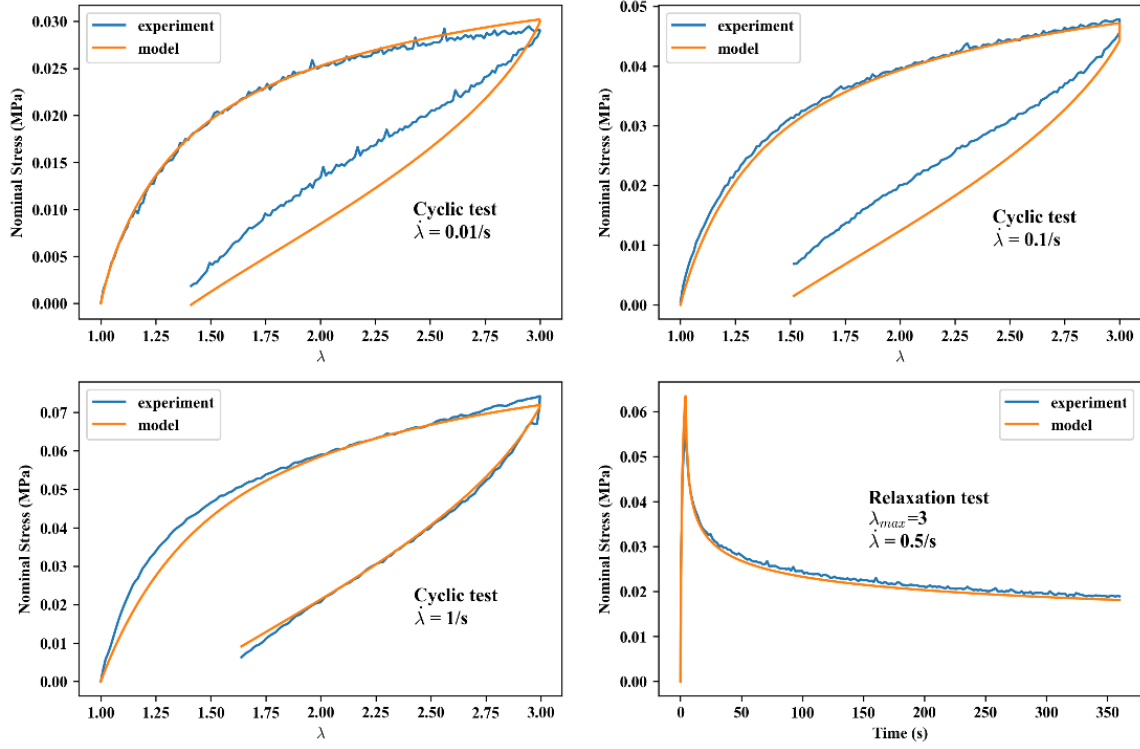 experiment
model
Nominal Stress (MPa)
0.030
0.025
0.020
0.015
0.010
0.005
0.000
Cyclic test
λ̇ = 0.01/s
1.00 1.25 1.50 1.75 2.00 2.25 2.50 2.75 3.00
λ
experiment
model
Nominal Stress (MPa)
0.05
0.04
0.03
0.02
0.01
0.00
Cyclic test
λ̇ = 0.1/s
1.00 1.25 1.50 1.75 2.00 2.25 2.50 2.75 3.00
λ
experiment
model
Nominal Stress (MPa)
0.07
0.06
0.05
0.04
0.03
0.02
0.01
0.00
Cyclic test
λ̇ = 1/s
1.00 1.25 1.50 1.75 2.00 2.25 2.50 2.75 3.00
λ
experiment
model
Nominal Stress (MPa)
0.06
0.05
0.04
0.03
0.02
0.01
0.00
Relaxation test
λmax=3
λ̇ = 0.5/s
0 50 100 150 200 250 300 350
Time (s)